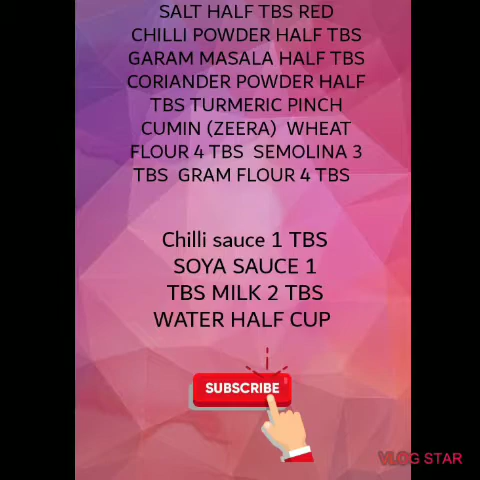 SALT HALF TBS RED
CHILLI POWDER HALF TBS
GARAM MASALA HALF TBS
CORIANDER POWDER HALF
TBS TURMERIC PINCH
CUMIN (ZEERA) WHEAT
FLOUR 4 TBS SEMOLINA 3
TBS GRAM FLOUR 4 TBS
Chilli sauce 1 TBS
SOYA SAUCE 1
TBS MILK 2 TBS
WATER HALF CUP
SUBSCRIBE
VLOG STAR